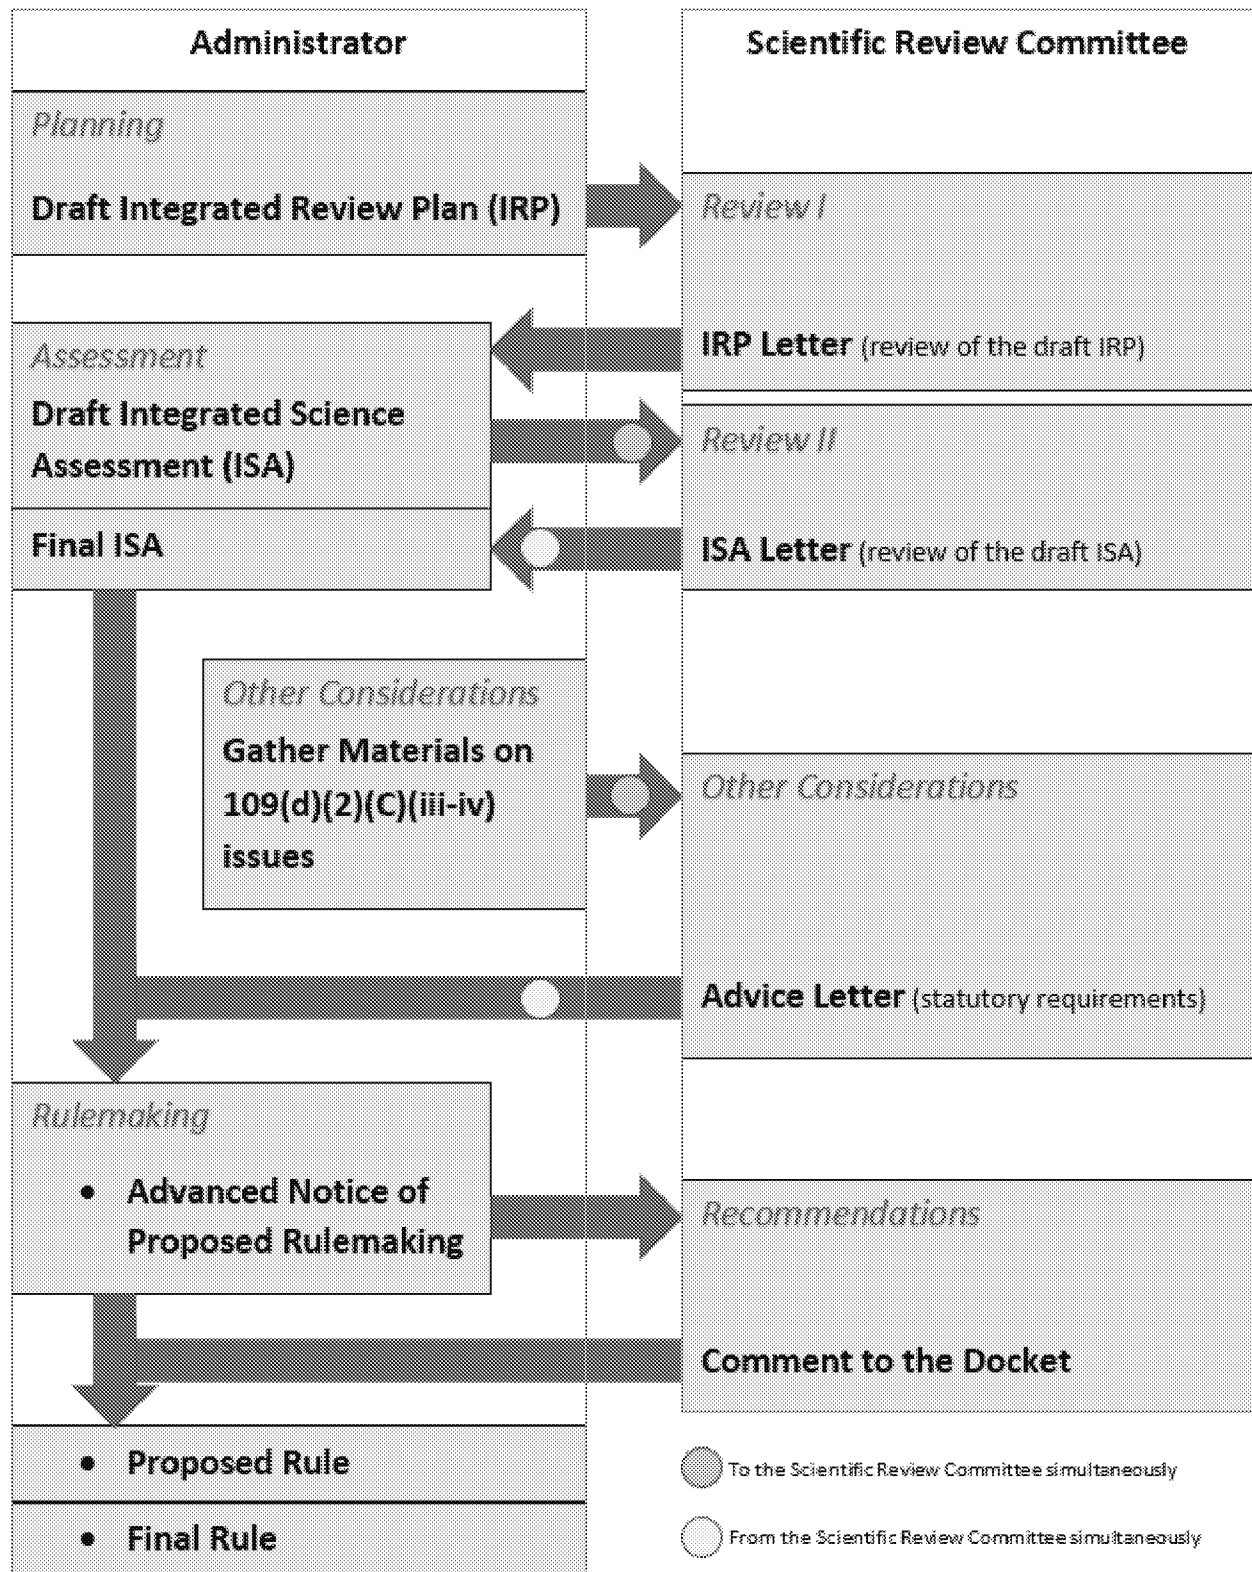 Administrator
Scientific Review Committee
Planning
Draft Integrated Review Plan (IRP)
Review I
IRP Letter (review of the draft IRP)
Assessment
Draft Integrated Science
Assessment (ISA)
Review II
Final ISA
ISA Letter (review of the draft ISA)
Other Considerations
Gather Materials on
109(d)(2)(C)(iii-iv)
issues
Other Considerations
Advice Letter (statutory requirements)
Rulemaking
• Advanced Notice of
Proposed Rulemaking
Recommendations
Comment to the Docket
• Proposed Rule
• Final Rule
To the Scientific Review Committee simultaneously
From the Scientific Review Committee simultaneously